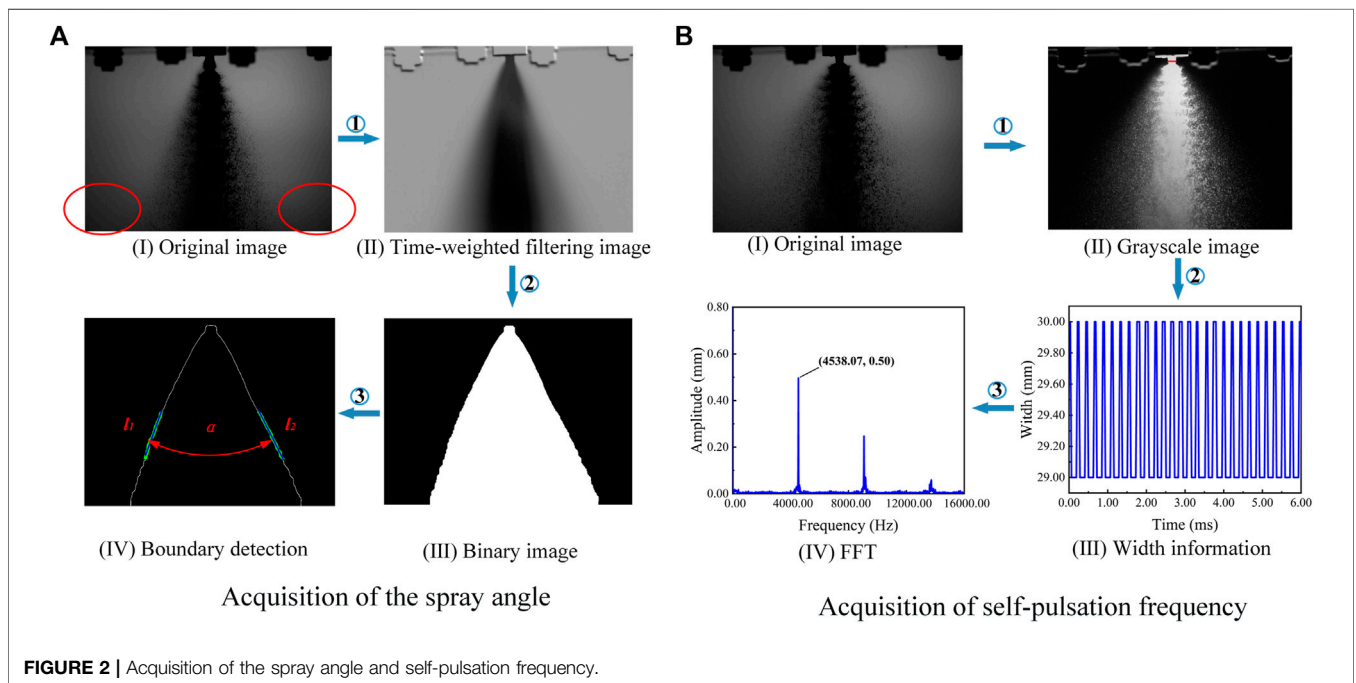 A
B
①
①
(I) Original image
(II) Time-weighted filtering image
(I) Original image
(II) Grayscale image
②
②
l1
a
l2
③
(IV) Boundary detection
(III) Binary image
0.80
0.60
0.40
0.20
0.00
Amplitude (mm)
(4538.07, 0.50)
0.00 4000.00 8000.00 12000.00 16000.00
Frequency (Hz)
(IV) FFT
③
30.00
29.80
29.60
29.40
29.20
29.00
Witdh (mm)
0.00 1.00 2.00 3.00 4.00 5.00 6.00
Time (ms)
(III) Width information
Acquisition of the spray angle
Acquisition of self-pulsation frequency
FIGURE 2 | Acquisition of the spray angle and self-pulsation frequency.